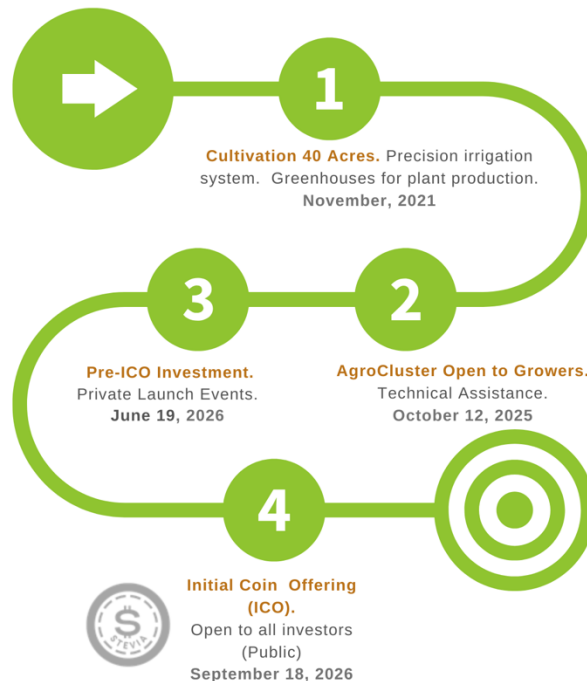 1
Cultivation 40 Acres. Precision irrigation
system. Greenhouses for plant production.
November, 2021
2
AgroCluster Open to Growers.
Technical Assistance.
October 12, 2025
3
Pre-ICO Investment.
Private Launch Events.
June 19, 2026
4
Initial Coin Offering
(ICO).
Open to all investors
(Public)
September 18, 2026
S
STEVIA